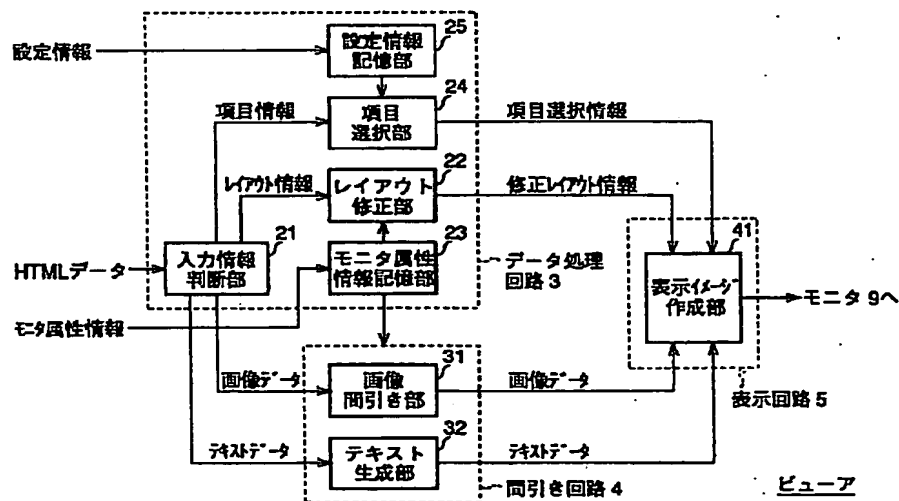 25
設定情報
設定情報
記憶部
24
項目情報
項目
選択部
項目選択情報
22
レイアウト情報
レイアウト
修正部
修正レイアウト情報
21
23
41
HTMLデータ
入力情報
判断部
モニタ属性
情報記憶部
データ処理
回路3
表示イメージ
作成部
モニタ9へ
モニタ属性情報
31
画像データ
画像
間引き部
画像データ
表示回路5
32
テキストデータ
テキスト
生成部
テキストデータ
間引き回路4
ビューア